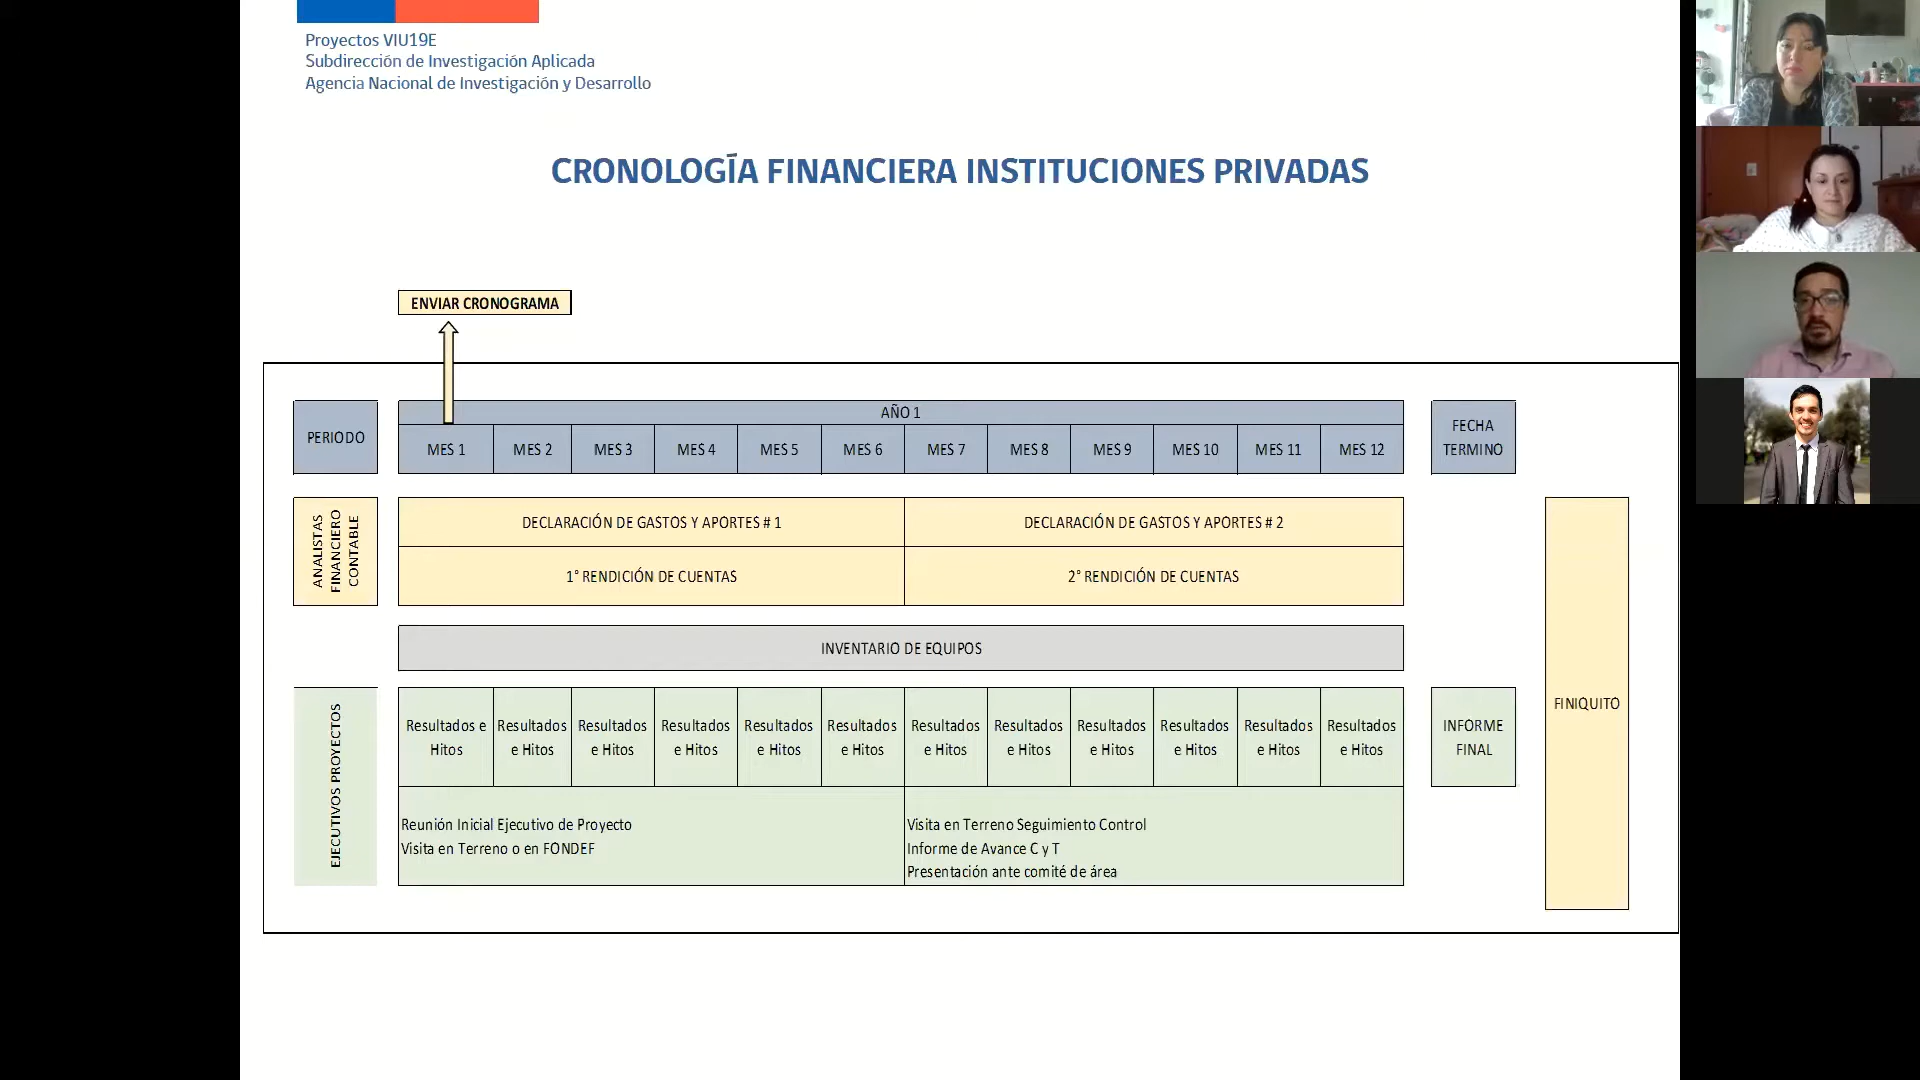 Proyectos VIU19E
Subdirección de Investigación Aplicada
Agencia Nacional de Investigación y Desarrollo
CRONOLOGÍA FINANCIERA INSTITUCIONES PRIVADAS
ENVIAR CRONOGRAMA
PERIODO
AÑO 1
MES 1
MES 2
MES 3
MES 4
MES 5
MES 6
MES 7
MES 8
MES 9
MES 10
MES 11
MES 12
FECHA
TERMINO
ANALISTAS
FINANCIERO
CONTABLE
DECLARACIÓN DE GASTOS Y APORTES # 1
DECLARACIÓN DE GASTOS Y APORTES # 2
1° RENDICIÓN DE CUENTAS
2° RENDICIÓN DE CUENTAS
INVENTARIO DE EQUIPOS
EJECUTIVOS PROYECTOS
Resultados e
Hitos
Resultados
e Hitos
Resultados
e Hitos
Resultados
e Hitos
Resultados
e Hitos
Resultados
e Hitos
Resultados
e Hitos
Resultados
e Hitos
Resultados
e Hitos
Resultados
e Hitos
Resultados
e Hitos
Resultados
e Hitos
INFORME
FINAL
Reunión Inicial Ejecutivo de Proyecto
Visita en Terreno o en FONDEF
Visita en Terreno Seguimiento Control
Informe de Avance C y T
Presentación ante comité de área
FINIQUITO